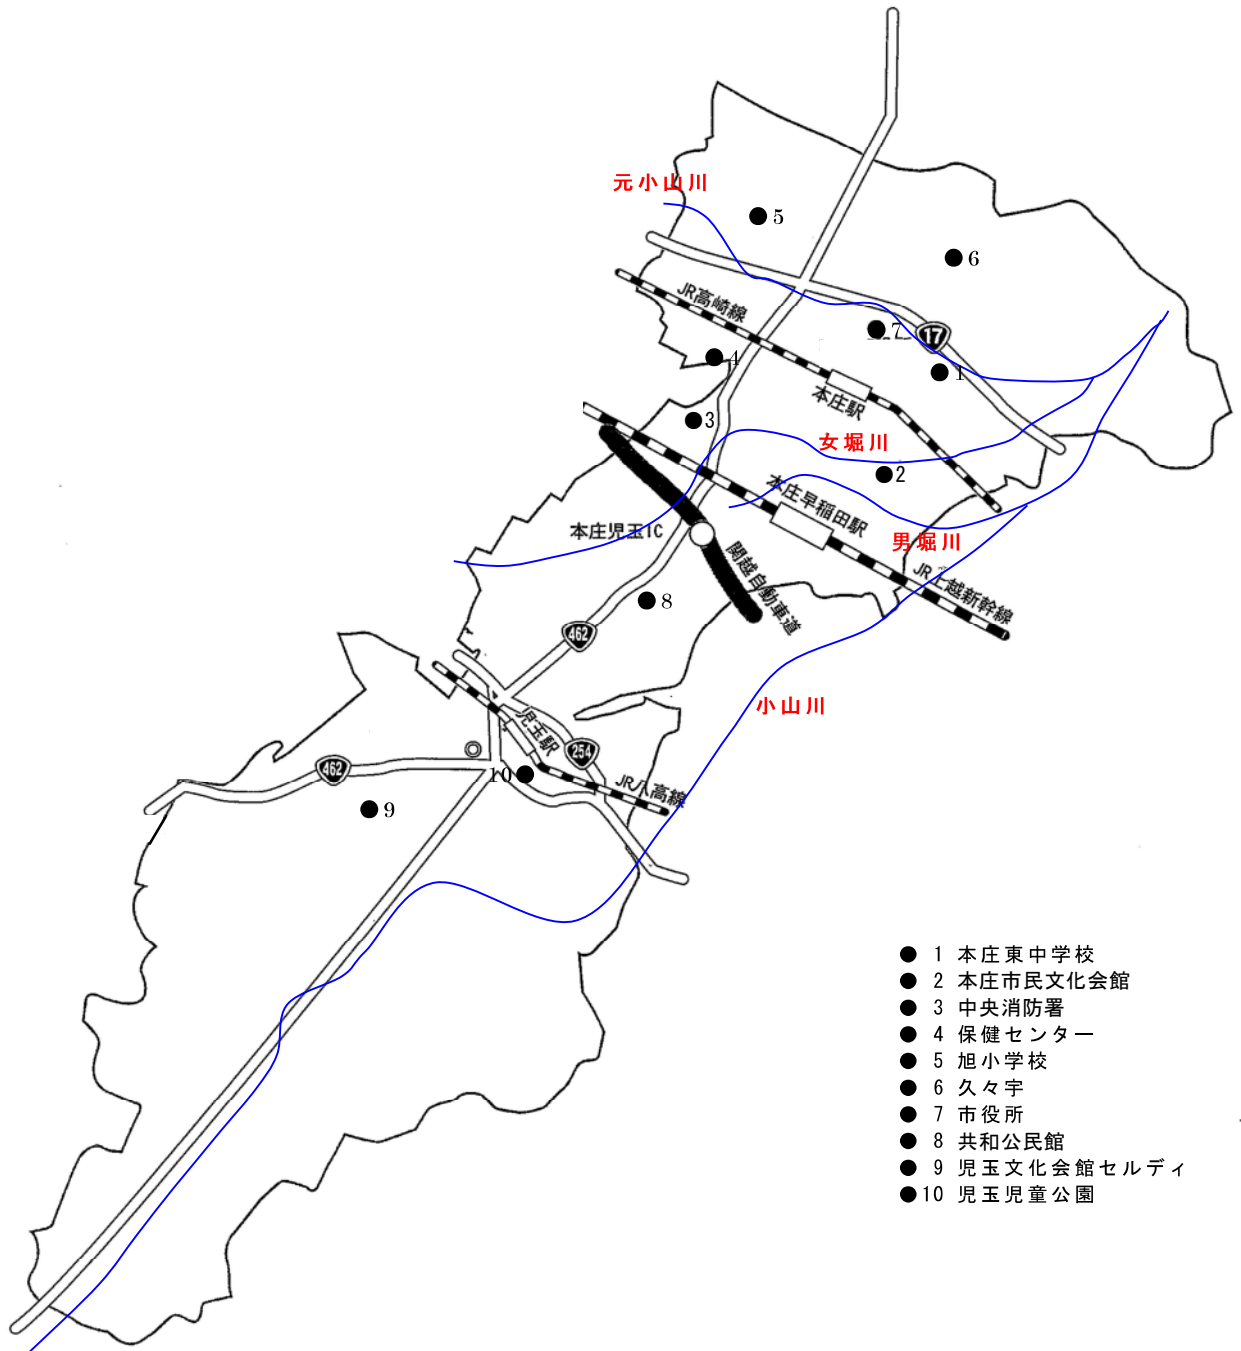 元小山川
5
6
JR高崎線
7
17
4
1
本庄駅
3
女堀川
2
本庄早稲田駅
本庄児玉IC
男堀川
関越自動車道
JR上越新幹線
8
462
小山川
児玉駅
254
462
10
JR八高線
9
1 本庄東中学校
2 本庄市民文化会館
3 中央消防署
4 保健センター
5 旭小学校
6 久々宇
7 市役所
8 共和公民館
9 児玉文化会館セルディ
10 児玉児童公園